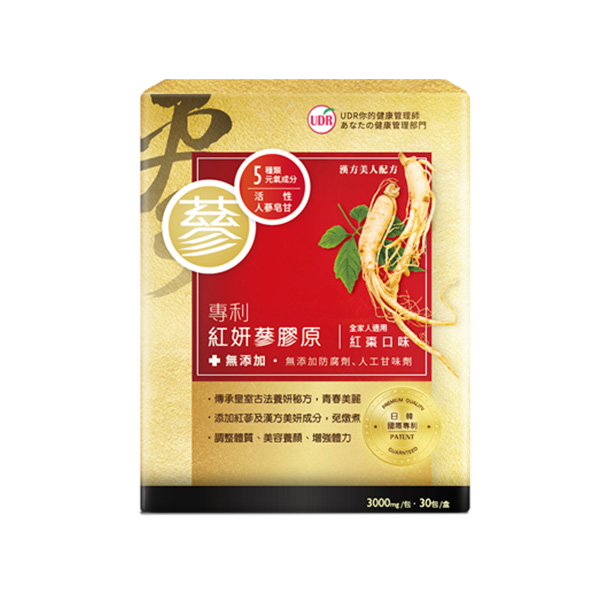 UDR
UDR你的健康管理師
あなたの健康管理部門
5種類
元氣成分
活性
人蔘皂甘
蔘
漢方美人配方
專利
紅妍蔘膠原
全家人適用
紅棗口味
無添加・無添加防腐劑、人工甘味劑
・傳承皇室古法養妍秘方，青春美麗
・添加紅蔘及漢方美妍成分，免燉煮
・調整體質、美容養顏、增強體力
PREMIUM QUALITY
日韓
國際專利
PATENT
GUARANTEED
3000mg/包・30包/盒